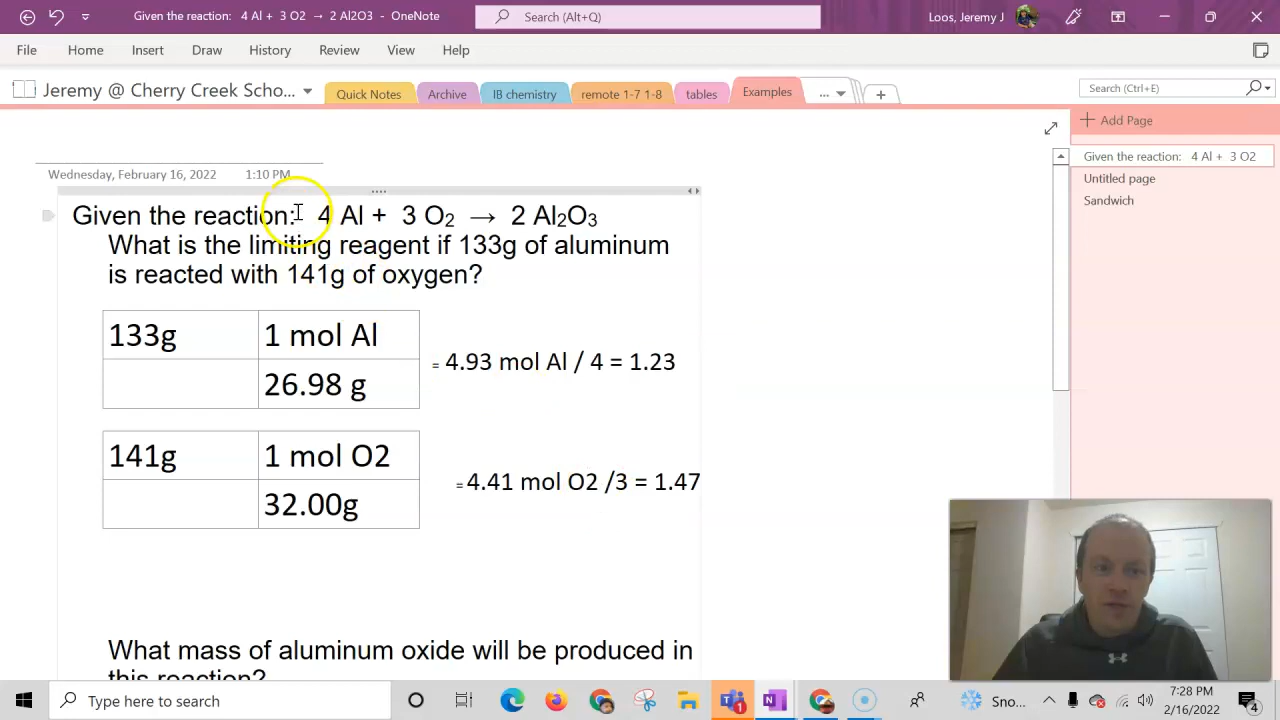 Given the reaction: 4 Al + 3 O2 → 2 Al2O3 - OneNote
Search (Alt+Q)
Loos, Jeremy J
File Home Insert Draw History Review View Help
Jeremy @ Cherry Creek Scho...
Quick Notes Archive IB chemistry remote 1-7 1-8 tables Examples ...
Search (Ctrl+E)
Add Page
Given the reaction: 4 Al + 3 O2
Untitled page
Sandwich
Wednesday, February 16, 2022 1:10 PM
Given the reaction: 4 Al + 3 O2 → 2 Al2O3
What is the limiting reagent if 133g of aluminum
is reacted with 141g of oxygen?
133g 1 mol Al
26.98 g
= 4.93 mol Al / 4 = 1.23
141g 1 mol O2
32.00g
= 4.41 mol O2 /3 = 1.47
What mass of aluminum oxide will be produced in
this reaction?
Type here to search
1
Sno...
7:28 PM
2/16/2022
4